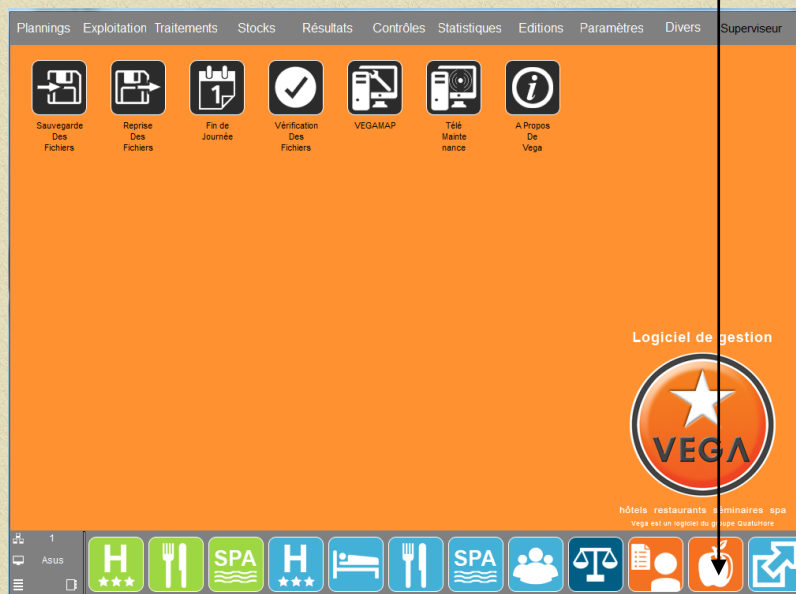 Plannings Exploitation Traitements Stocks Résultats Contrôles Statistiques Editions Paramètres Divers Superviseur
1
Sauvegarde
Des
Fichiers
Reprise
Des
Fichiers
Fin de
Journée
Vérification
Des
Fichiers
VEGAMAP
Télé
Mainte
nance
A Propos
De
Vega
Logiciel de gestion
VEGA
hôtels restaurants séminaires spa
Vega est un logiciel du groupe Qualuriore
1
Asus
H
SPA
H
SPA